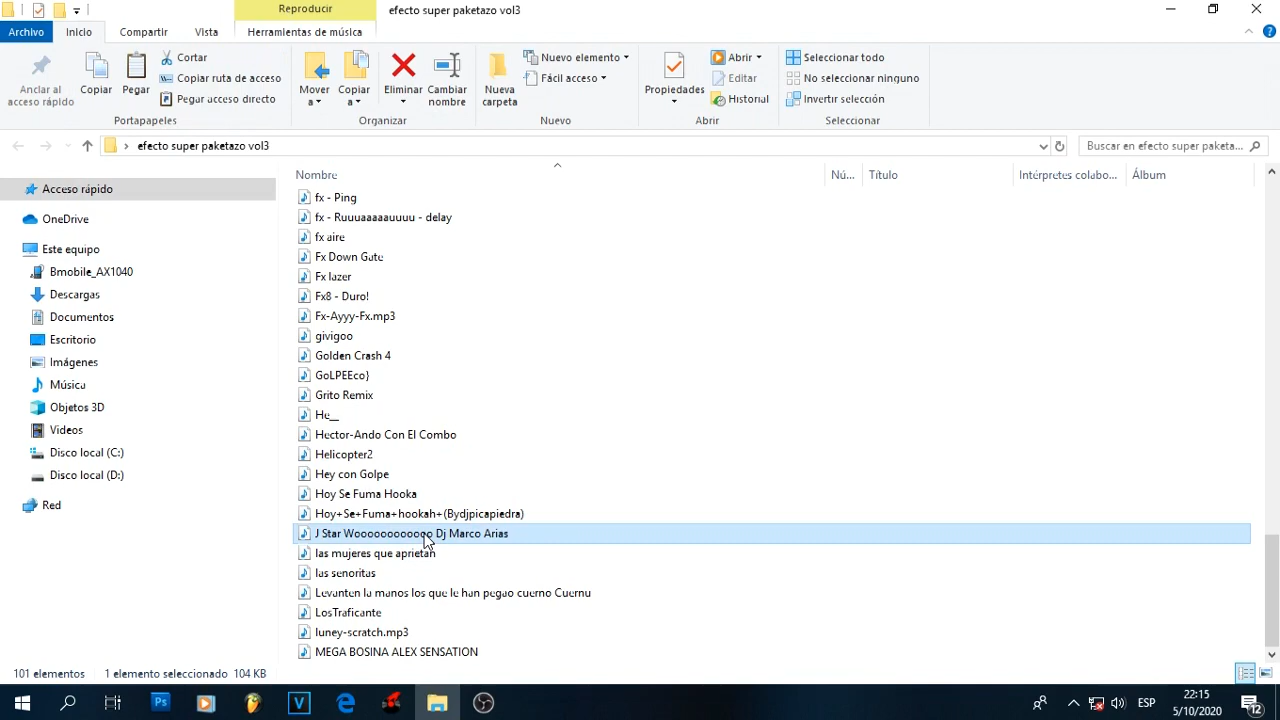 Reproducir
efecto super paketazo vol3
Archivo
Inicio
Compartir
Vista
Herramientas de música
Anclar al
acceso rápido
Copiar
Pegar
Cortar
Copiar ruta de acceso
Pegar acceso directo
Portapapeles
Mover
a
Copiar
a
Eliminar
Cambiar
nombre
Organizar
Nueva
carpeta
Nuevo elemento
Fácil acceso
Nuevo
Propiedades
Abrir
Editar
Historial
Abrir
Seleccionar todo
No seleccionar ninguno
Invertir selección
Seleccionar
efecto super paketazo vol3
Buscar en efecto super paketa...
Acceso rápido
OneDrive
Este equipo
Bmobile_AX1040
Descargas
Documentos
Escritorio
Imágenes
Música
Objetos 3D
Videos
Disco local (C:)
Disco local (D:)
Red
Nombre
Nú...
Título
Intérpretes colabo...
Álbum
fx - Ping
fx - Ruuuaaaaauuuu - delay
fx aire
Fx Down Gate
Fx lazer
Fx8 - Duro!
Fx-Ayyy-Fx.mp3
givigoo
Golden Crash 4
GoLPEEco}
Grito Remix
He__
Hector-Ando Con El Combo
Helicopter2
Hey con Golpe
Hoy Se Fuma Hooka
Hoy+Se+Fuma+hookah+(Bydjpicapiedra)
J Star Woooooooooooo Dj Marco Arias
las mujeres que aprietan
las senoritas
Levanten la manos los que le han pegao cuerno Cuernu
LosTraficante
luney-scratch.mp3
MEGA BOSINA ALEX SENSATION
101 elementos
1 elemento seleccionado 104 KB
Ps
V
ESP
22:15
5/10/2020
12